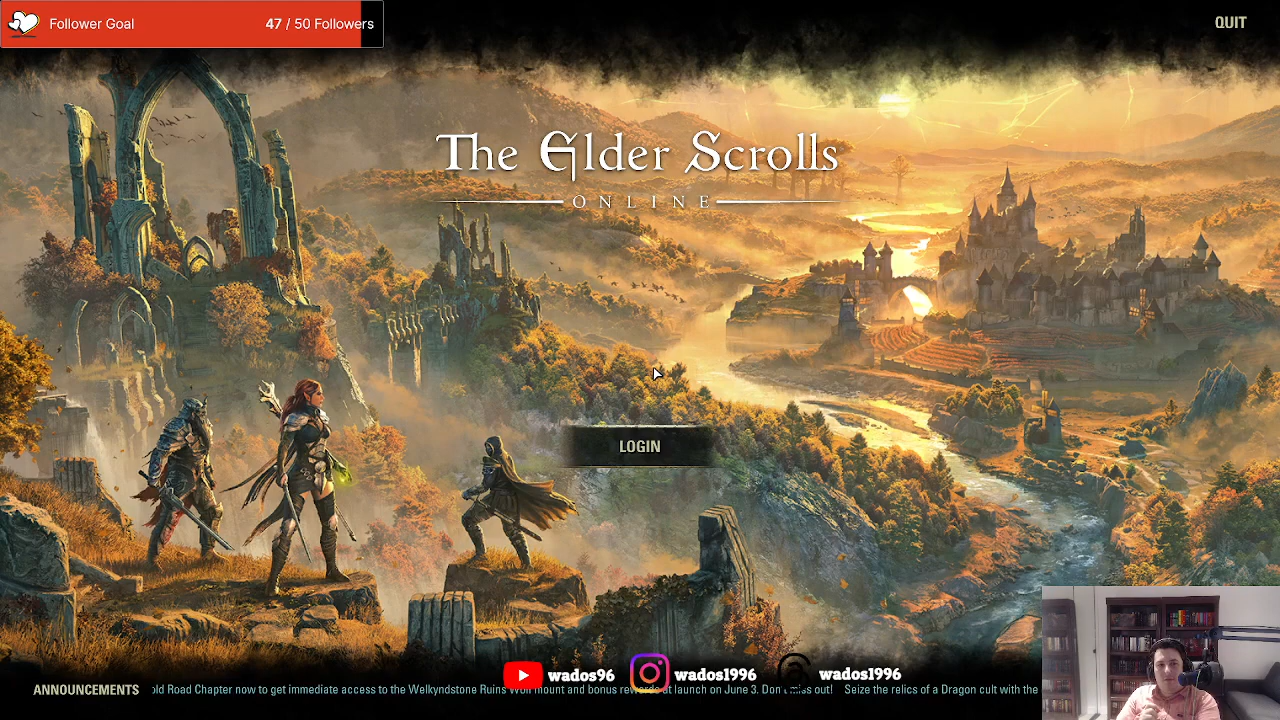 Follower Goal 47 / 50 Followers
QUIT
The Elder Scrolls
ONLINE
LOGIN
wados96 wados1996 wados1996
ANNOUNCEMENTS old Road Chapter now to get immediate access to the Welkyndstone Ruins Wolf mount and bonus rewards at launch on June 3. Don't miss out! Seize the relics of a Dragon cult with the